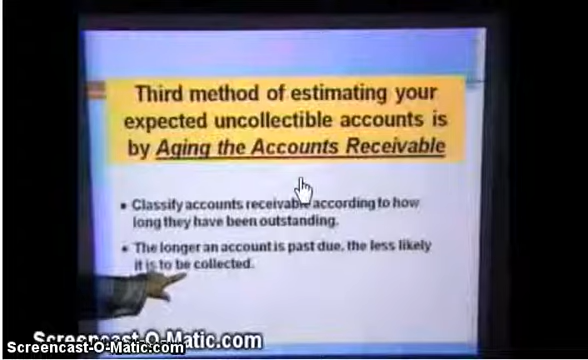 Third method of estimating your
expected uncollectible accounts is
by Aging the Accounts Receivable
• Classify accounts receivable according to how
long they have been outstanding.
• The longer an account is past due, the less likely
it is to be collected.
Screencast-O-Matic.com
Screencast-O-Matic.com